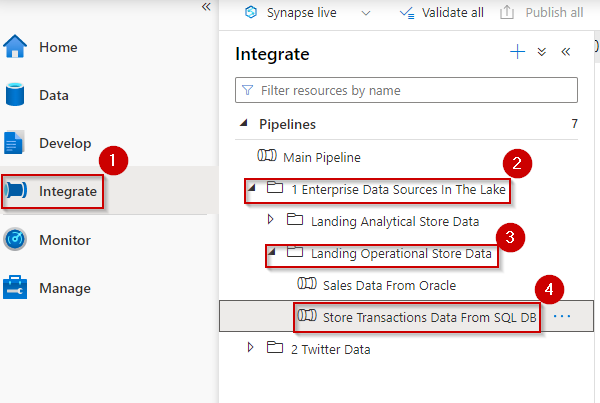 Synapse live
Validate all
Publish all
Home
Data
Develop
Integrate
Monitor
Manage
Integrate
Filter resources by name
Pipelines 7
Main Pipeline
1 Enterprise Data Sources In The Lake
Landing Analytical Store Data
Landing Operational Store Data
Sales Data From Oracle
Store Transactions Data From SQL DB
2 Twitter Data
1
2
3
4